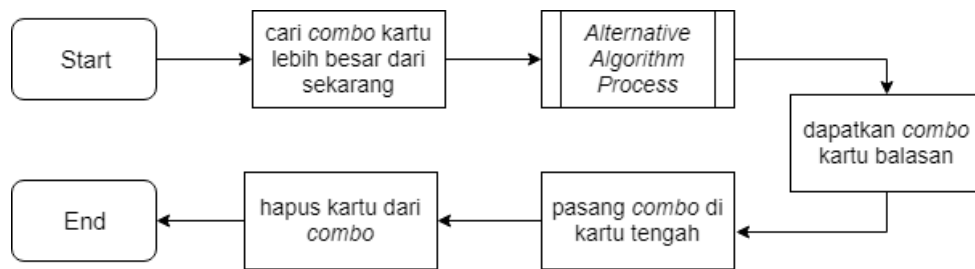 Start
cari combo kartu
lebih besar dari
sekarang
Alternative
Algorithm
Process
dapatkan combo
kartu balasan
pasang combo di
kartu tengah
hapus kartu dari
combo
End